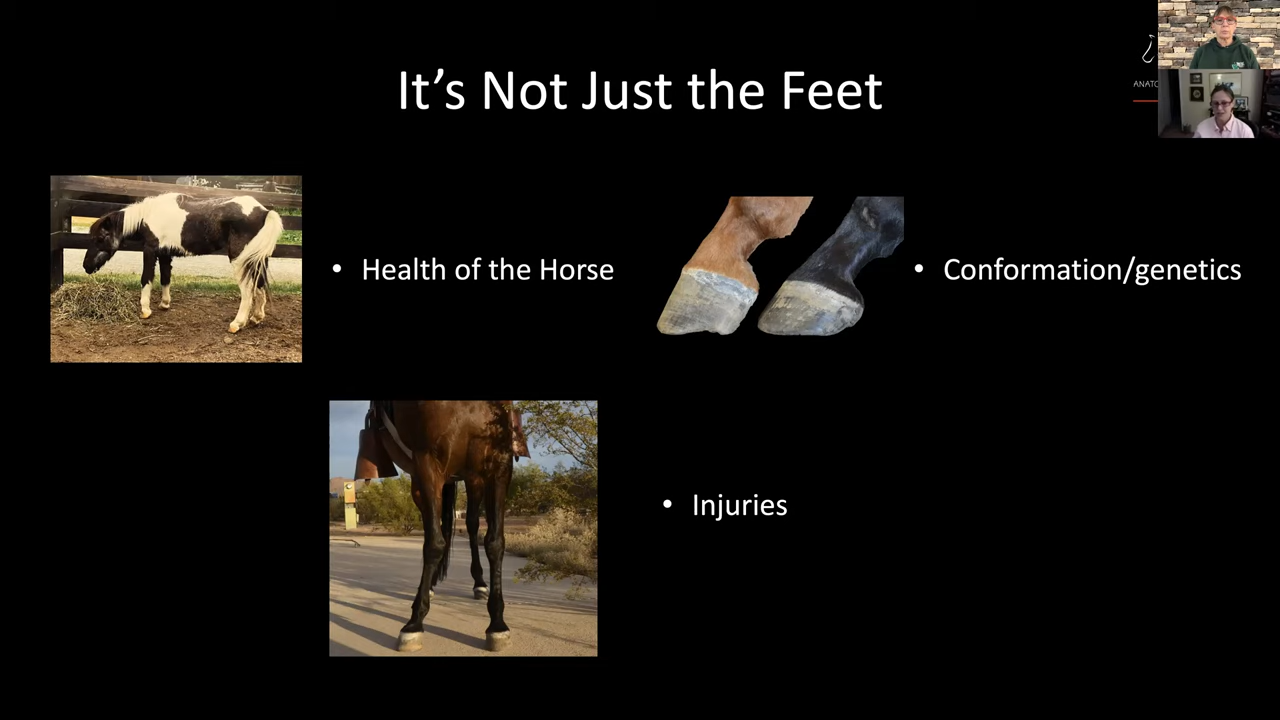 It’s Not Just the Feet
• Health of the Horse
• Conformation/genetics
• Injuries